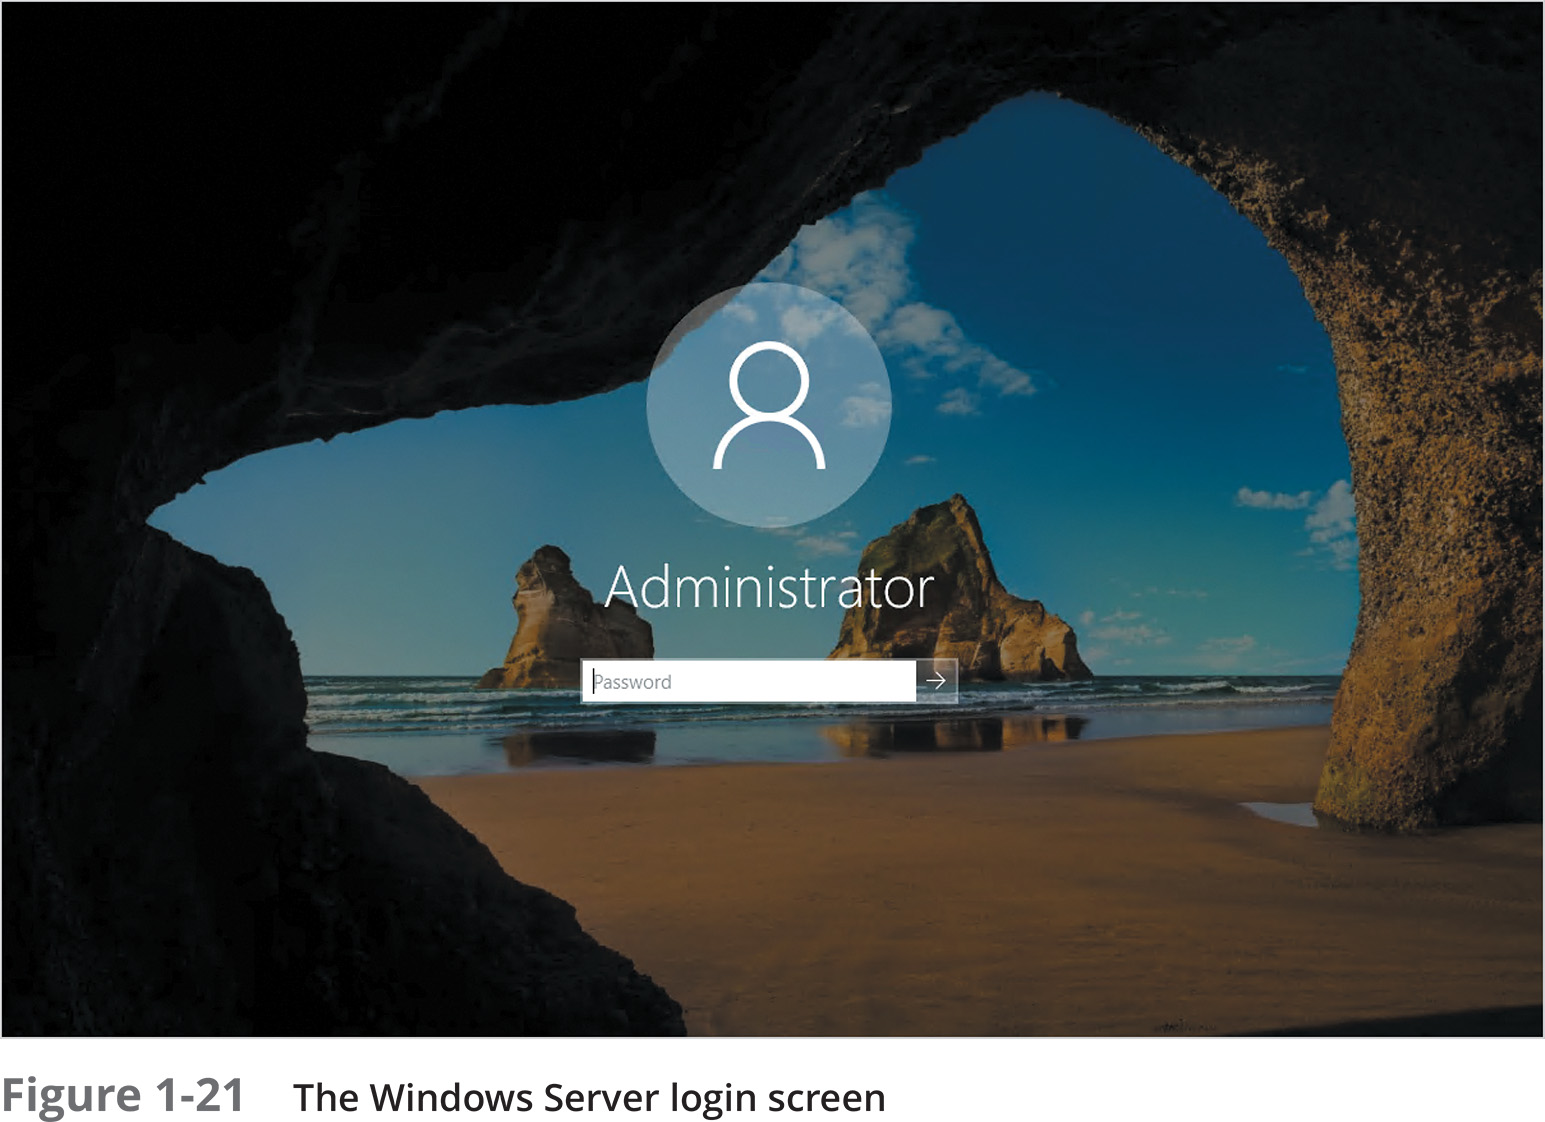 Administrator
Password
Figure 1-21 The Windows Server login screen